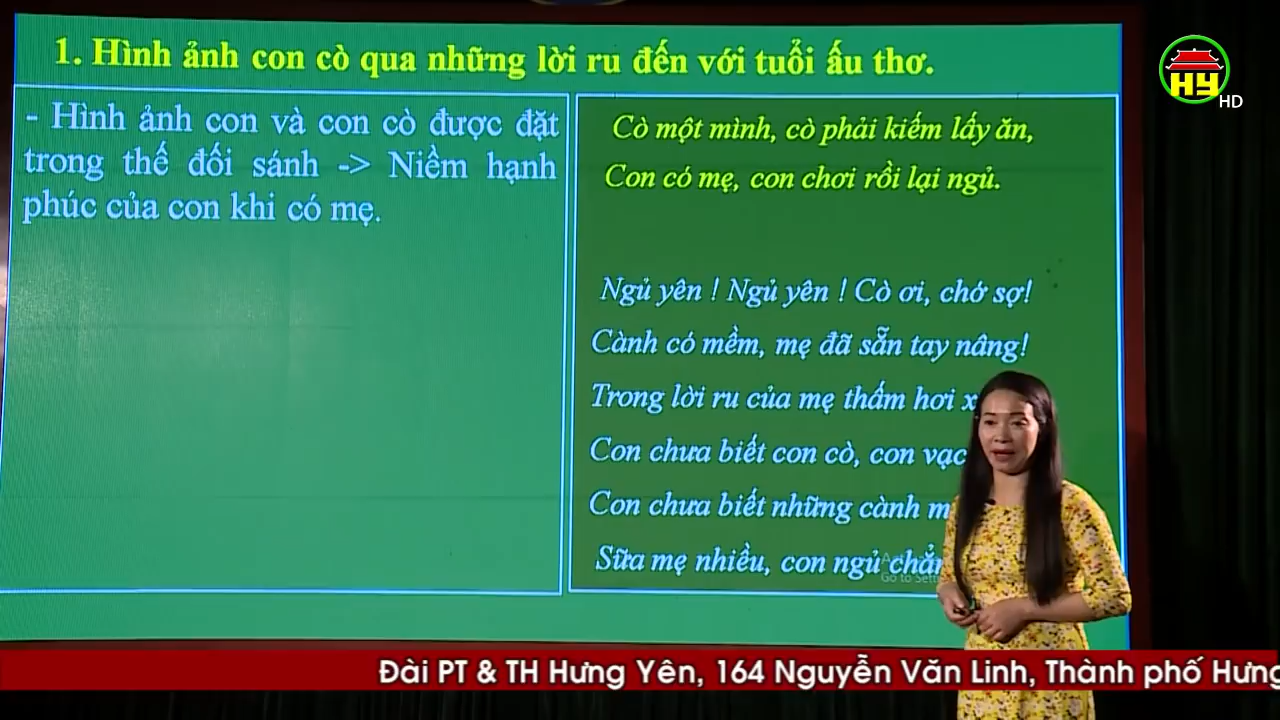 1. Hình ảnh con cò qua những lời ru đến với tuổi ấu thơ.
- Hình ảnh con và con cò được đặt
trong thế đối sánh -> Niềm hạnh
phúc của con khi có mẹ.
Cò một mình, cò phải kiếm lấy ăn,
Con có mẹ, con chơi rồi lại ngủ.
Ngủ yên ! Ngủ yên ! Cò ơi, chớ sợ!
Cành có mềm, mẹ đã sẵn tay nâng!
Trong lời ru của mẹ thấm hơi x
Con chưa biết con cò, con vạc
Con chưa biết những cành m
Sữa mẹ nhiều, con ngủ chẳn
Go to Setti
HY
HD
Đài PT & TH Hưng Yên, 164 Nguyễn Văn Linh, Thành phố Hưng